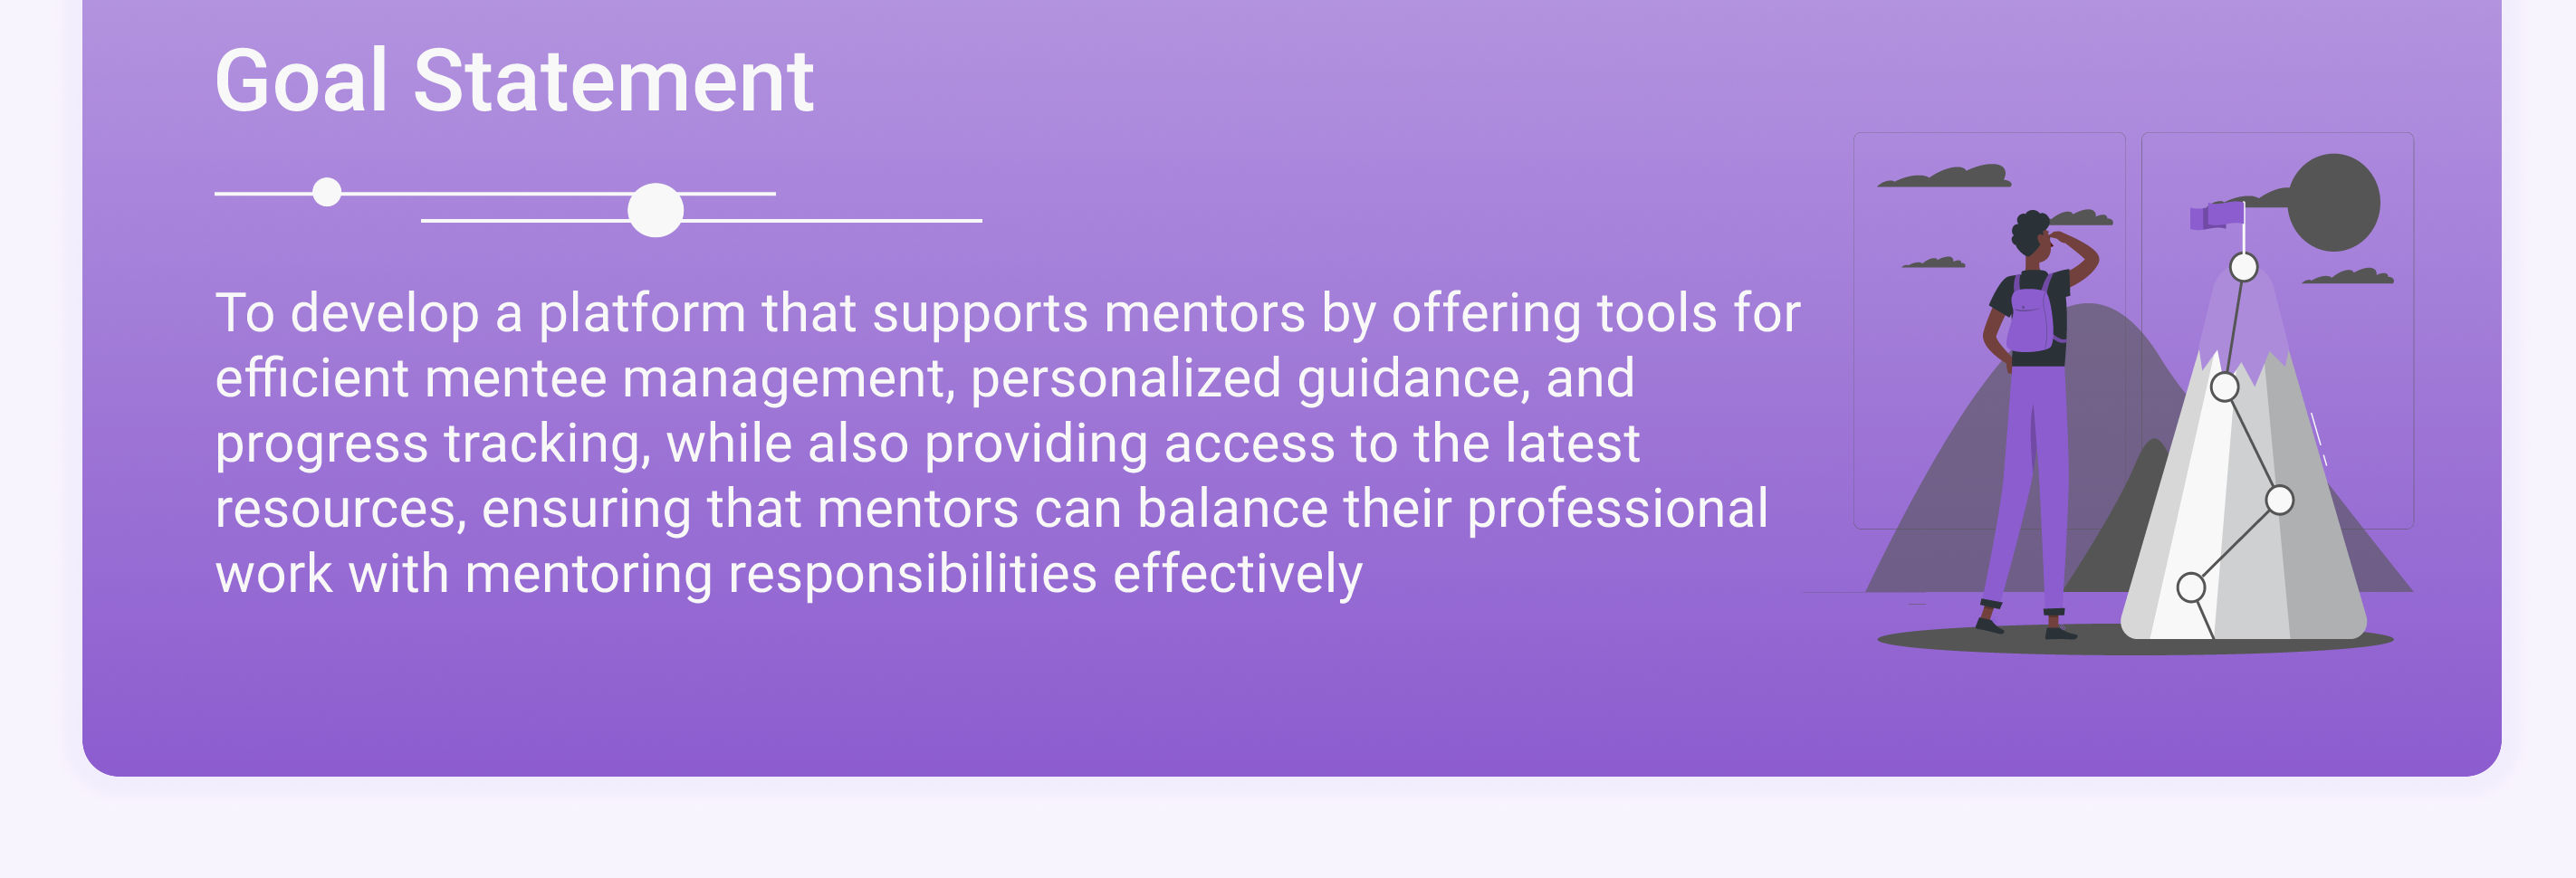 Goal Statement
To develop a platform that supports mentors by offering tools for
efficient mentee management, personalized guidance, and
progress tracking, while also providing access to the latest
resources, ensuring that mentors can balance their professional
work with mentoring responsibilities effectively